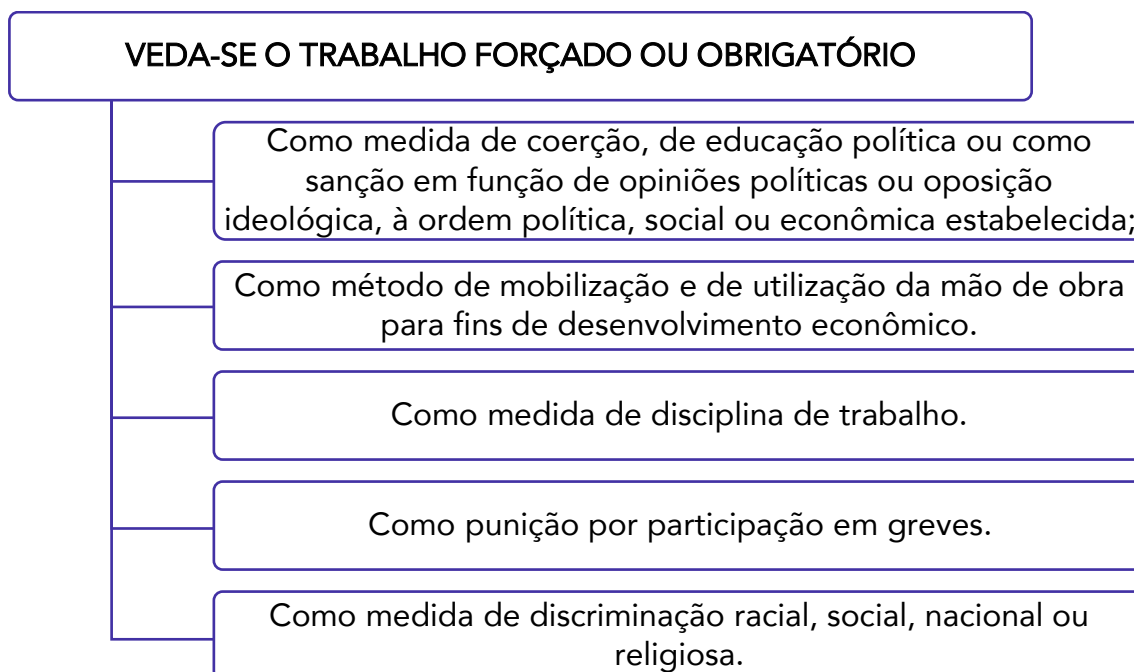 VEDA-SE O TRABALHO FORÇADO OU OBRIGATÓRIO
Como medida de coerção, de educação política ou como
sanção em função de opiniões políticas ou oposição
ideológica, à ordem política, social ou econômica estabelecida;
Como método de mobilização e de utilização da mão de obra
para fins de desenvolvimento econômico.
Como medida de disciplina de trabalho.
Como punição por participação em greves.
Como medida de discriminação racial, social, nacional ou
religiosa.